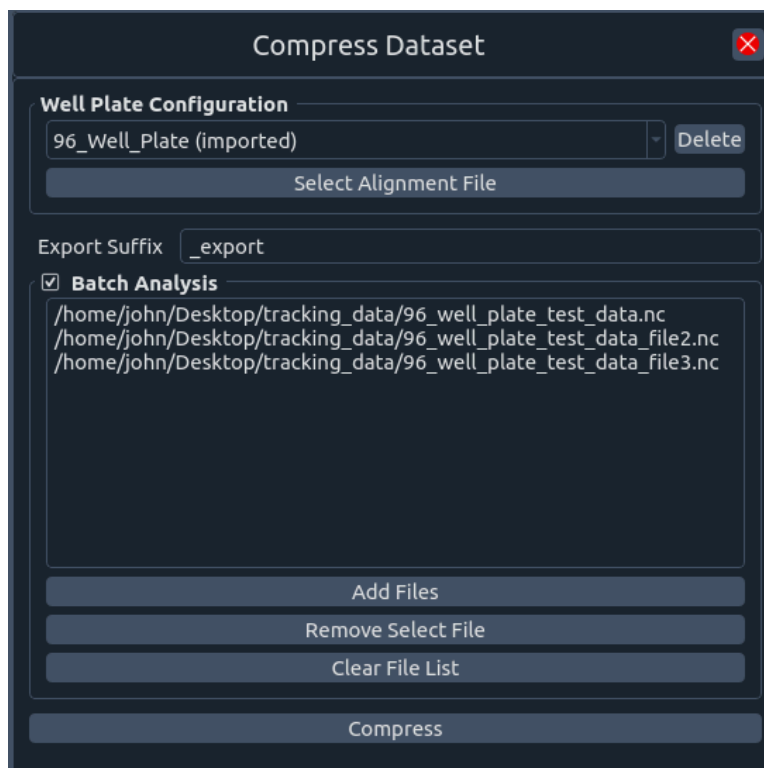 Compress Dataset
Well Plate Configuration
96_Well_Plate (imported)
Delete
Select Alignment File
Export Suffix
_export
Batch Analysis
/home/john/Desktop/tracking_data/96_well_plate_test_data.nc
/home/john/Desktop/tracking_data/96_well_plate_test_data_file2.nc
/home/john/Desktop/tracking_data/96_well_plate_test_data_file3.nc
Add Files
Remove Select File
Clear File List
Compress